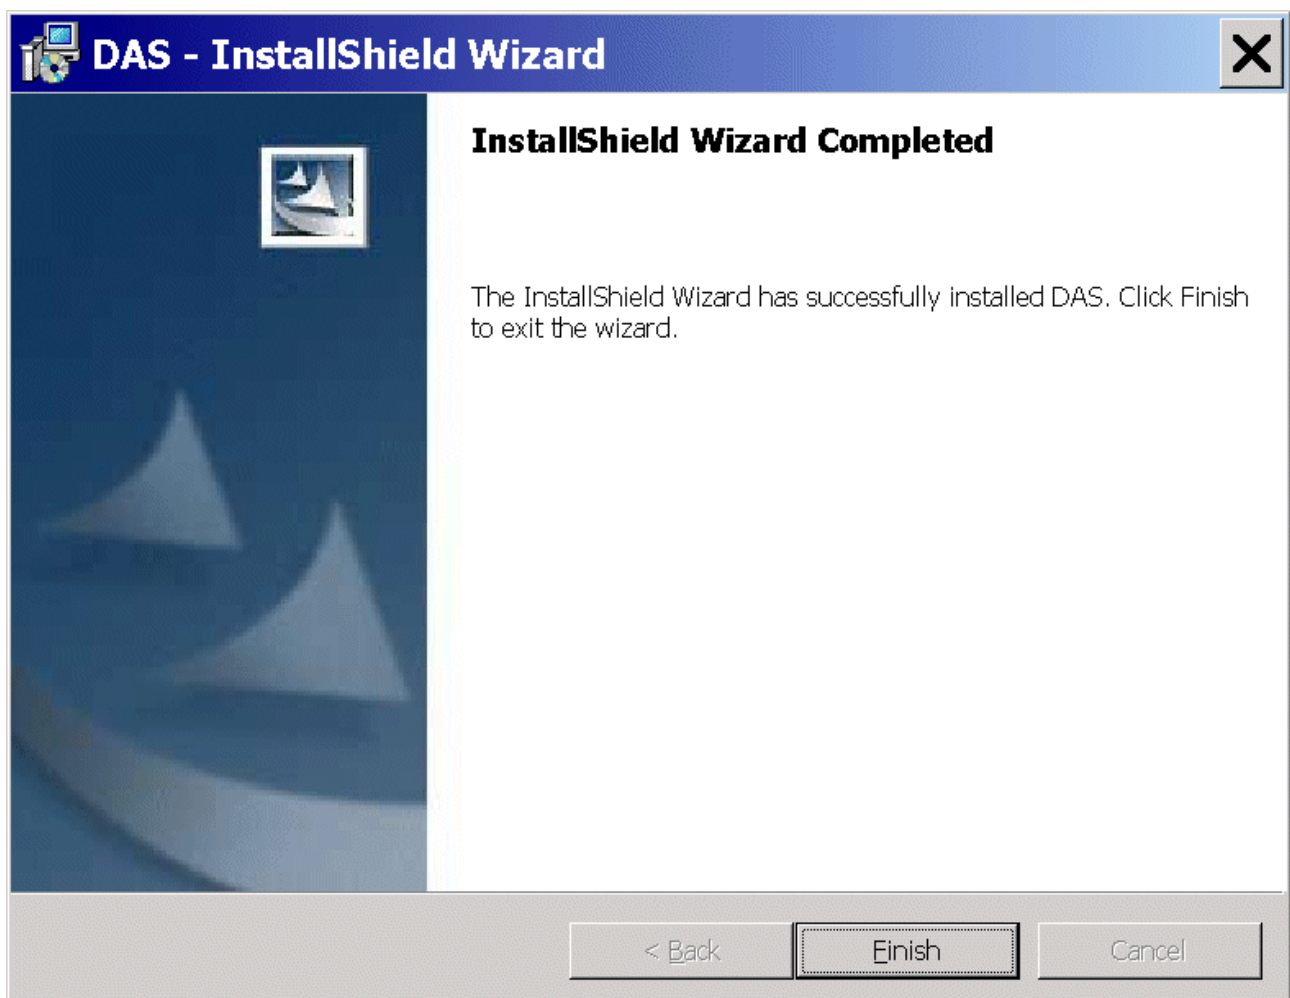 DAS - InstallShield Wizard
InstallShield Wizard Completed
The InstallShield Wizard has successfully installed DAS. Click Finish
to exit the wizard.
< Back
Finish
Cancel